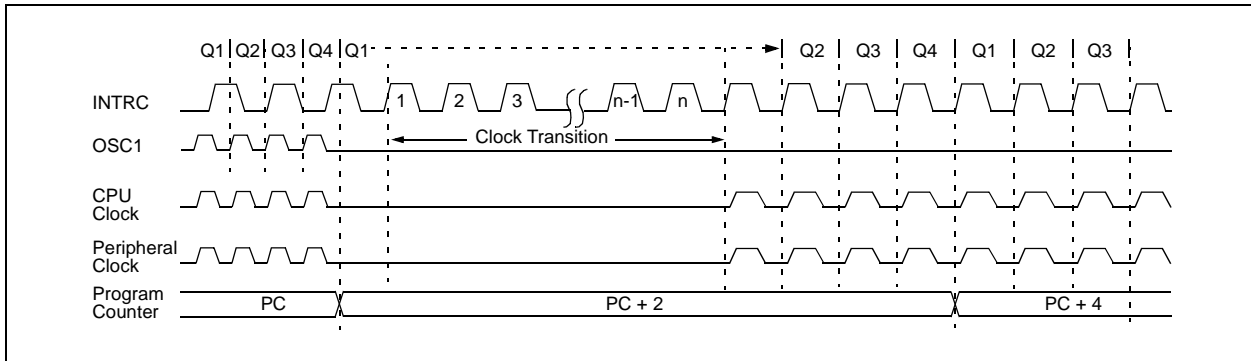 Q1 Q2 Q3 Q4 Q1 Q2 Q3 Q4 Q1 Q2 Q3
INTRC
1 2 3 n-1 n
OSC1
Clock Transition
CPU
Clock
Peripheral
Clock
Program
Counter
PC PC + 2 PC + 4